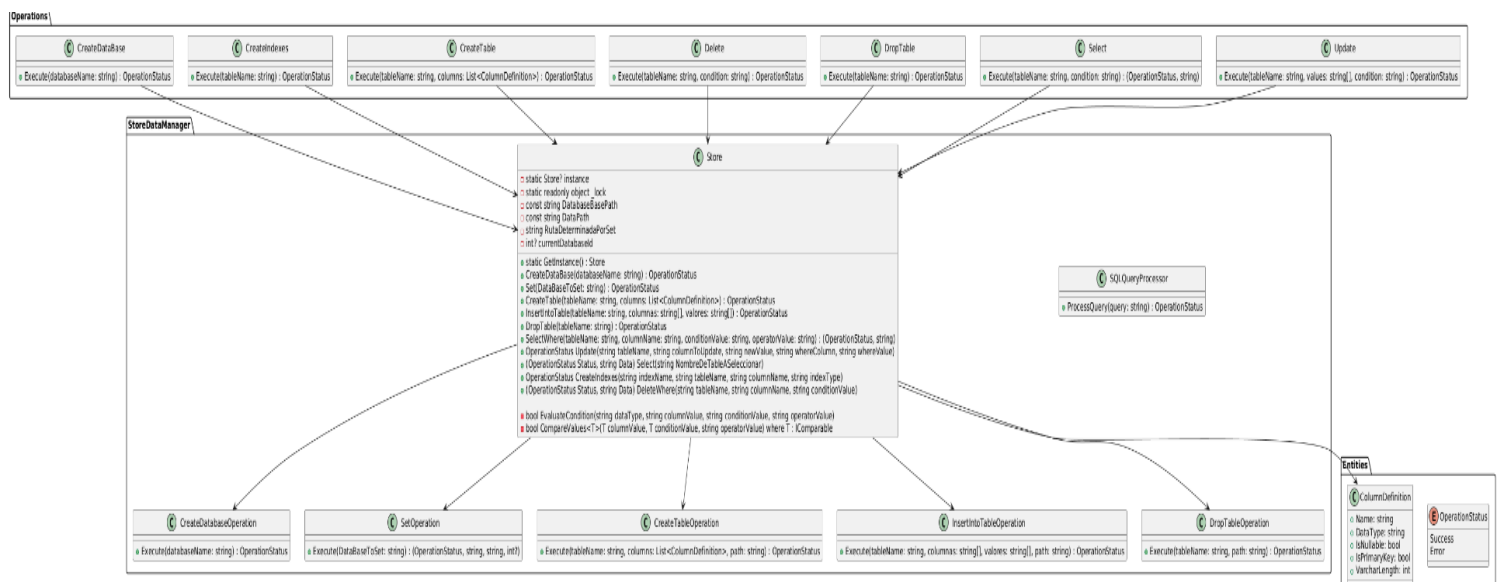 Operations
CreateDataBase
Execute(databaseName: string) : OperationStatus
CreateIndexes
Execute(tableName: string) : OperationStatus
CreateTable
Execute(tableName: string, columns: List<ColumnDefinition>) : OperationStatus
Delete
Execute(tableName: string, condition: string) : OperationStatus
DropTable
Execute(tableName: string) : OperationStatus
Select
Execute(tableName: string, condition: string) : (OperationStatus, string)
Update
Execute(tableName: string, values: string[], condition: string) : OperationStatus
StoreDataManager
Store
static Store? instance
static readonly object _lock
const string DatabaseBasePath
const string DataPath
string RutaDeterminadaPorSet
int? currentDatabaseId
static GetInstance() : Store
CreateDataBase(databaseName: string) : OperationStatus
Set(DataBaseToSet: string) : OperationStatus
CreateTable(tableName: string, columns: List<ColumnDefinition>) : OperationStatus
InsertIntoTable(tableName: string, columnas: string[], valores: string[]) : OperationStatus
DropTable(tableName: string) : OperationStatus
SelectWhere(tableName: string, columnName: string, conditionValue: string, operatorValue: string) : (OperationStatus, string)
OperationStatus Update(string tableName, string columnToUpdate, string newValue, string whereColumn, string whereValue)
(OperationStatus Status, string Data) Select(string NombreDeTableASeleccionar)
OperationStatus CreateIndexes(string indexName, string tableName, string columnName, string indexType)
(OperationStatus Status, string Data) DeleteWhere(string tableName, string columnName, string conditionValue)
bool EvaluateCondition(string dataType, string columnValue, string conditionValue, string operatorValue)
bool CompareValues<T>(T columnValue, T conditionValue, string operatorValue) where T : IComparable
SQLQueryProcessor
ProcessQuery(query: string) : OperationStatus
CreateDatabaseOperation
Execute(databaseName: string) : OperationStatus
SetOperation
Execute(DataBaseToSet: string) : (OperationStatus, string, string, int?)
CreateTableOperation
Execute(tableName: string, columns: List<ColumnDefinition>, path: string) : OperationStatus
InsertIntoTableOperation
Execute(tableName: string, columnas: string[], valores: string[], path: string) : OperationStatus
DropTableOperation
Execute(tableName: string, path: string) : OperationStatus
Entities
ColumnDefinition
Name: string
DataType: string
IsNullable: bool
IsPrimaryKey: bool
VarcharLength: int
OperationStatus
Success
Error